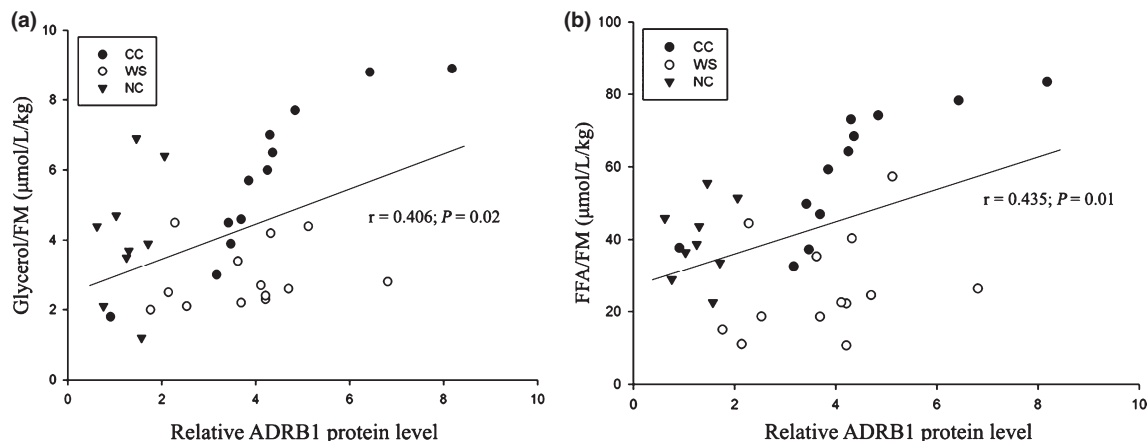 (a)
10
8
6
4
2
0
Glycerol/FM (µmol/L/kg)
CC
WS
NC
r = 0.406; P = 0.02
0 2 4 6 8 10
Relative ADRB1 protein level
(b)
100
80
60
40
20
0
FFA/FM (µmol/L/kg)
CC
WS
NC
r = 0.435; P = 0.01
0 2 4 6 8 10
Relative ADRB1 protein level